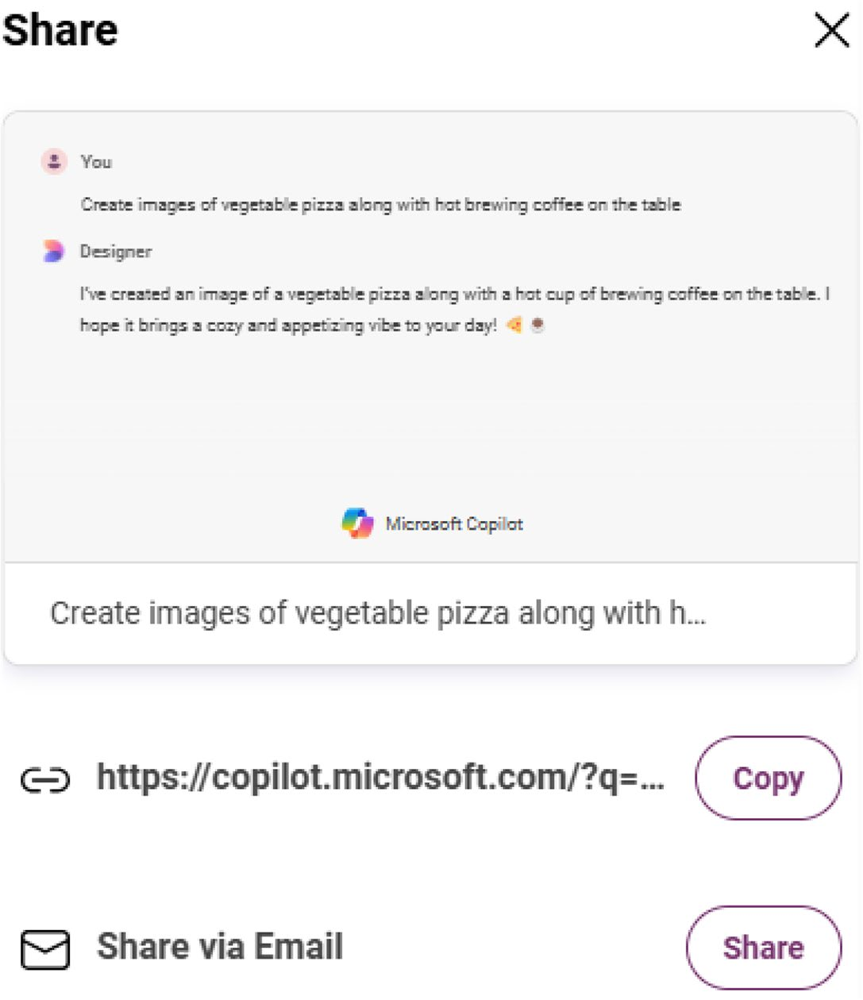 Share
You
Create images of vegetable pizza along with hot brewing coffee on the table
Designer
I've created an image of a vegetable pizza along with a hot cup of brewing coffee on the table. I
hope it brings a cozy and appetizing vibe to your day! 🍕 ☕
Microsoft Copilot
Create images of vegetable pizza along with h...
https://copilot.microsoft.com/?q=... Copy
Share via Email Share